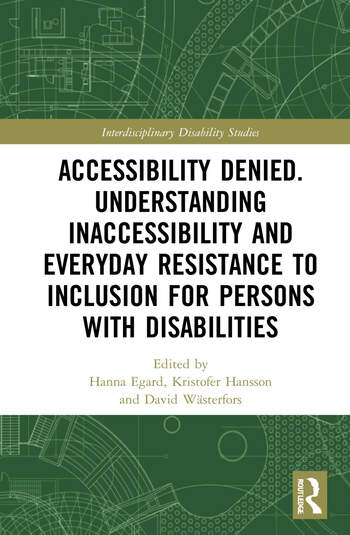 Interdisciplinary Disability Studies
ACCESSIBILITY DENIED.
UNDERSTANDING
INACCESSIBILITY AND
EVERYDAY RESISTANCE TO
INCLUSION FOR PERSONS
WITH DISABILITIES
Edited by
Hanna Egard, Kristofer Hansson
and David Wästerfors
ROUTLEDGE